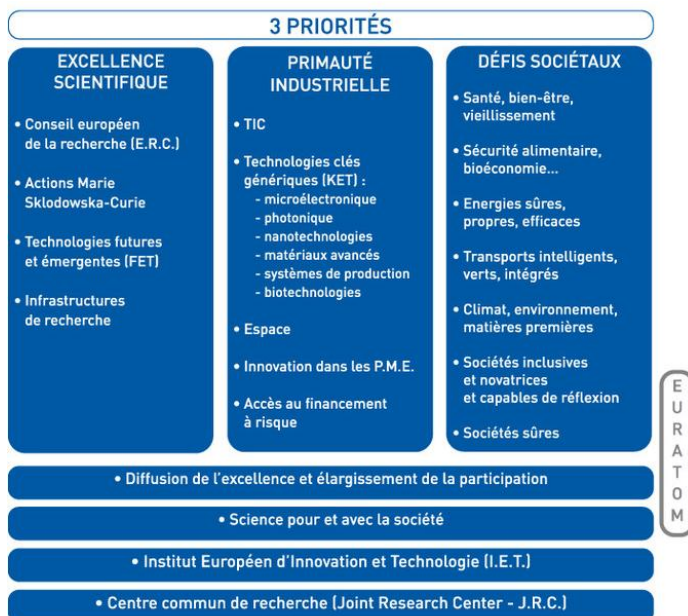 3 PRIORITÉS
EXCELLENCE
SCIENTIFIQUE
• Conseil européen
de la recherche (E.R.C.)
• Actions Marie
Sklodowska-Curie
• Technologies futures
et émergentes (FET)
• Infrastructures
de recherche
PRIMAUTÉ
INDUSTRIELLE
• TIC
• Technologies clés
génériques (KET) :
- microélectronique
- photonique
- nanotechnologies
- matériaux avancés
- systèmes de production
- biotechnologies
• Espace
• Innovation dans les P.M.E.
• Accès au financement
à risque
DÉFIS SOCIÉTAUX
• Santé, bien-être,
vieillissement
• Sécurité alimentaire,
bioéconomie...
• Energies sûres,
propres, efficaces
• Transports intelligents,
verts, intégrés
• Climat, environnement,
matières premières
• Sociétés inclusives
et novatrices
et capables de réflexion
• Sociétés sûres
EURATOM
• Diffusion de l'excellence et élargissement de la participation
• Science pour et avec la société
• Institut Européen d'Innovation et Technologie (I.E.T.)
• Centre commun de recherche (Joint Research Center - J.R.C.)